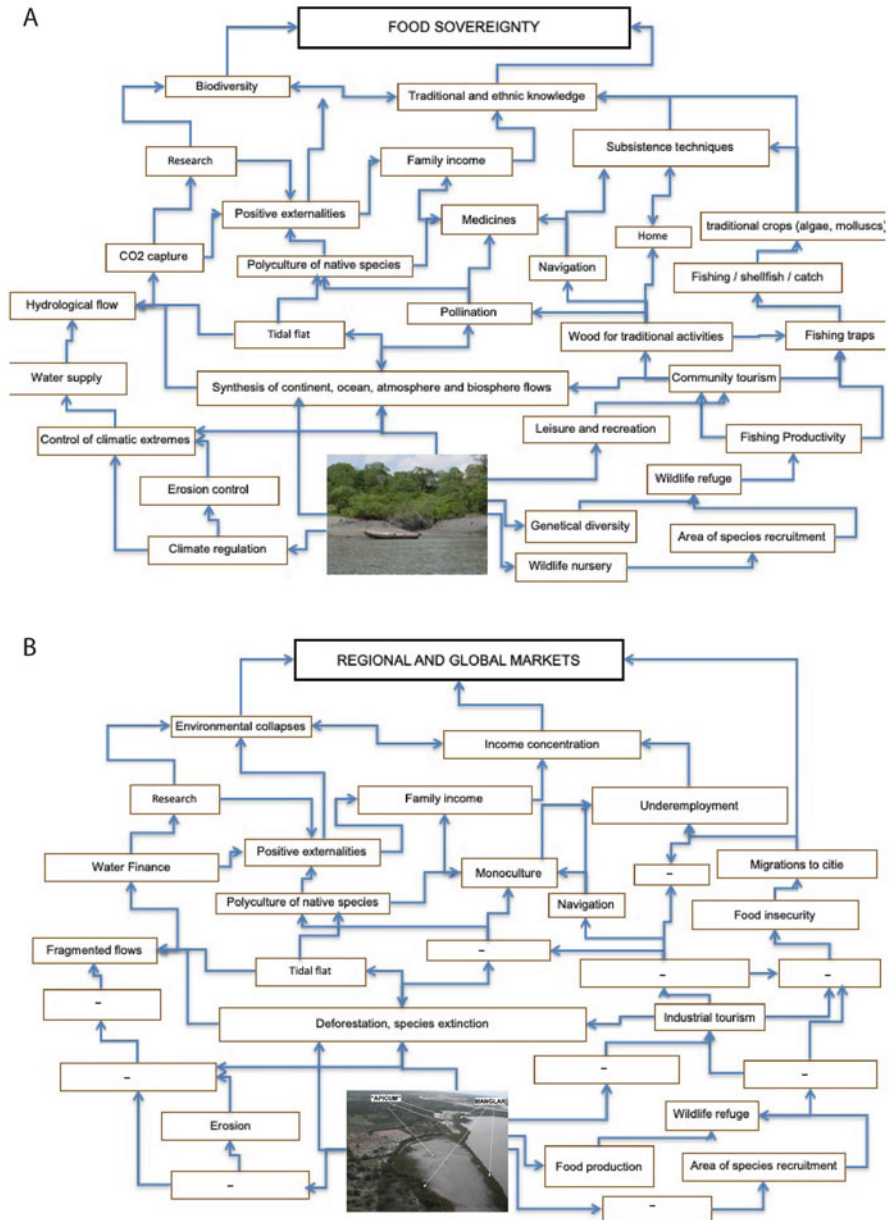 A
FOOD SOVEREIGNTY
Biodiversity
Traditional and ethnic knowledge
Research
Family income
Subsistence techniques
Positive externalities
Medicines
Home
traditional crops (algae, molluscs)
CO2 capture
Polyculture of native species
Navigation
Fishing / shellfish / catch
Hydrological flow
Tidal flat
Pollination
Wood for traditional activities
Fishing traps
Water supply
Synthesis of continent, ocean, atmosphere and biosphere flows
Community tourism
Control of climatic extremes
Leisure and recreation
Fishing Productivity
Erosion control
Wildlife refuge
Genetical diversity
Area of species recruitment
Climate regulation
Wildlife nursery
B
REGIONAL AND GLOBAL MARKETS
Environmental collapses
Income concentration
Research
Family income
Underemployment
Water Finance
Positive externalities
Monoculture
–
Migrations to citie
Polyculture of native species
Navigation
Food insecurity
Fragmented flows
Tidal flat
–
–
–
–
Deforestation, species extinction
Industrial tourism
–
–
–
Erosion
Wildlife refuge
Food production
Area of species recruitment
–
–
"APICUM"
MANGLAR